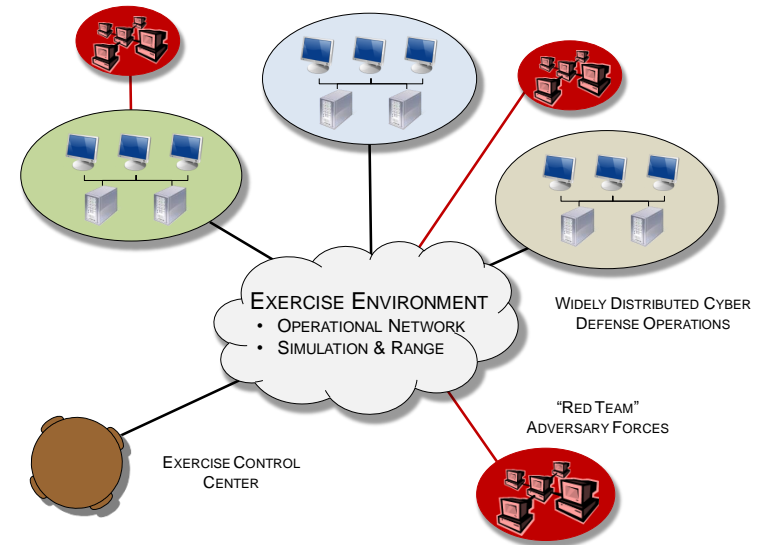 EXERCISE ENVIRONMENT
• OPERATIONAL NETWORK
• SIMULATION & RANGE
WIDELY DISTRIBUTED CYBER
DEFENSE OPERATIONS
“RED TEAM”
ADVERSARY FORCES
EXERCISE CONTROL
CENTER